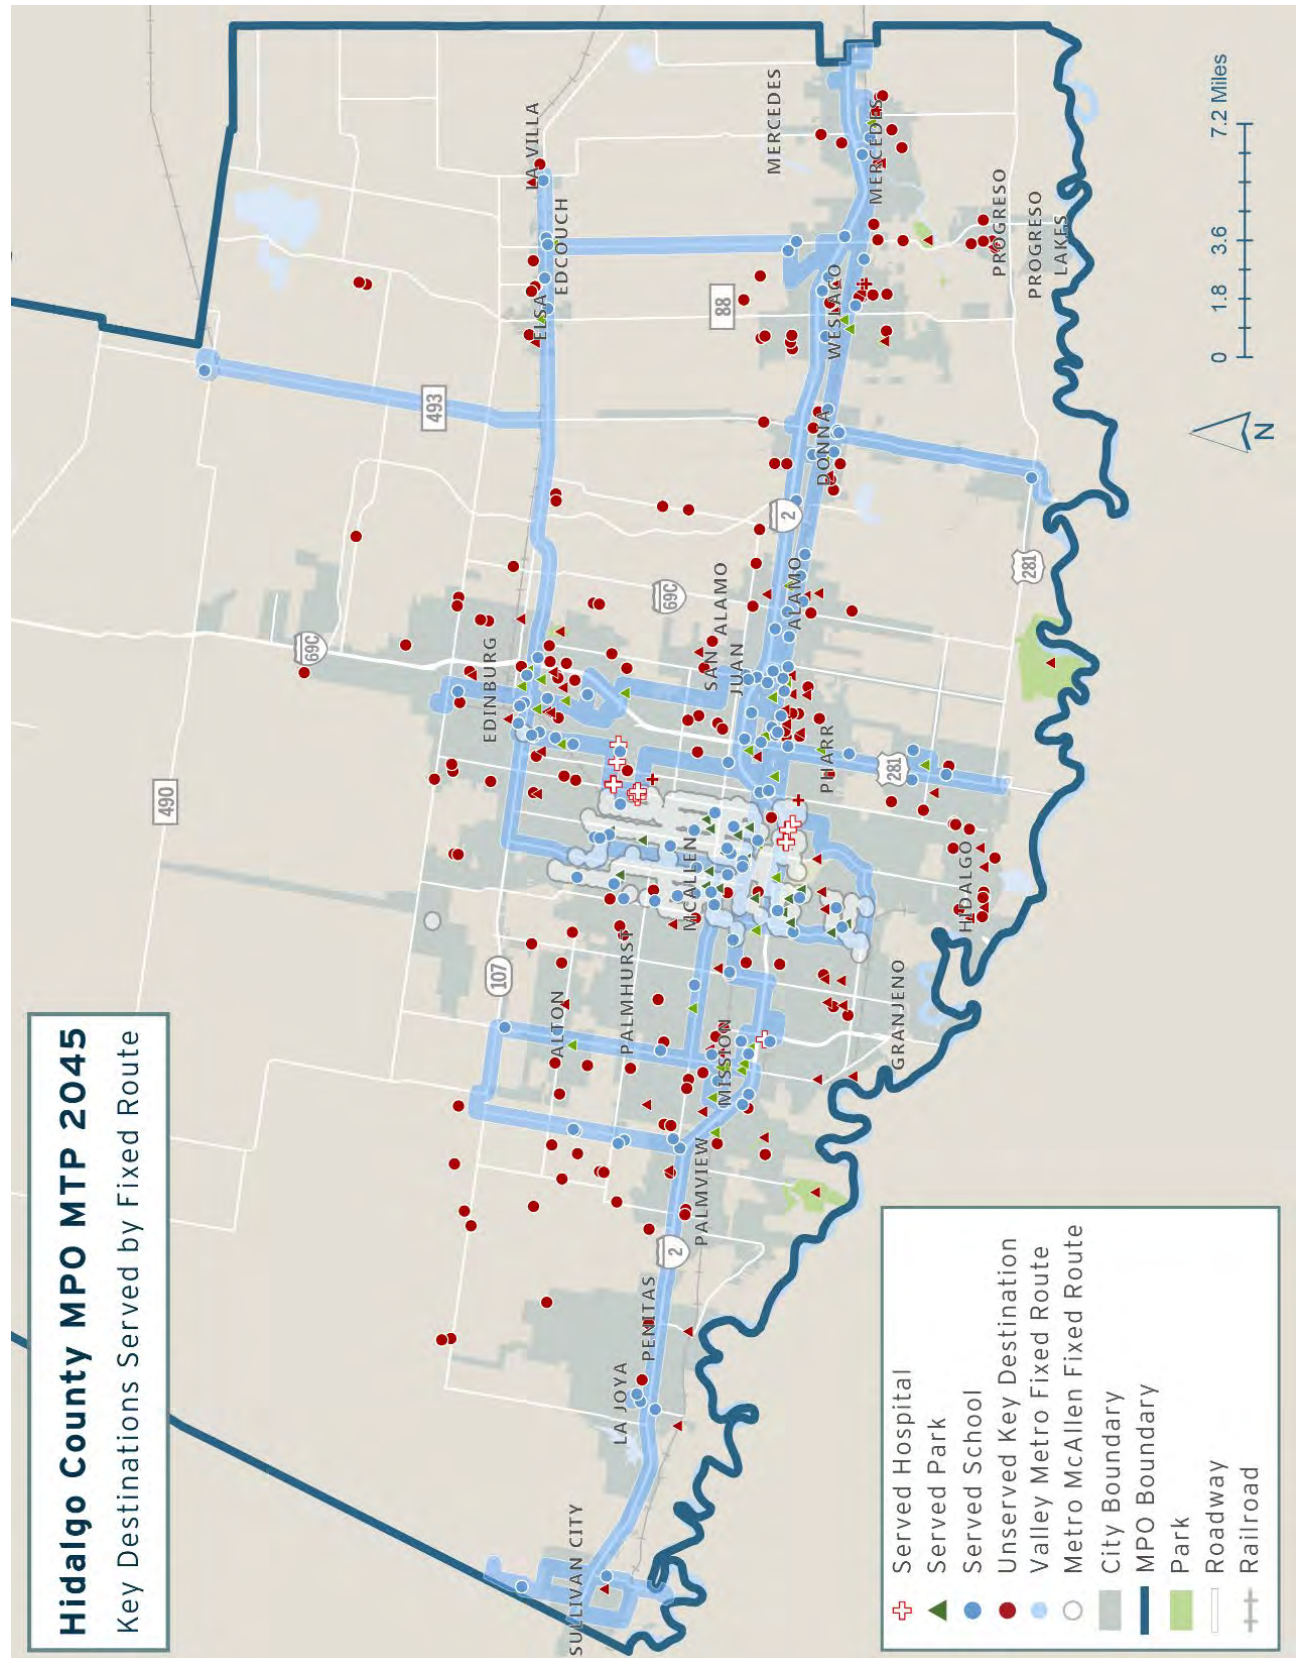 Hidalgo County MPO MTP 2045
Key Destinations Served by Fixed Route
SULLIVAN CITY
LA JOYA
PENITAS
2
PALMVIEW
MISSION
ALTON
PALMHURST
107
GRANJENO
MCALLEN
HIDALGO
490
EDINBURG
69C
PHARR
281
SAN JUAN
ALAMO
69C
ALAMO
2
281
DONNA
493
88
WESLACO
ELSA
EDCOUCH
LA VILLA
MERCEDES
MERCEDES
PROGRESO
PROGRESO
LAKES
Served Hospital
Served Park
Served School
Unserved Key Destination
Valley Metro Fixed Route
Metro McAllen Fixed Route
City Boundary
MPO Boundary
Park
Roadway
Railroad
N
0 1.8 3.6 7.2 Miles